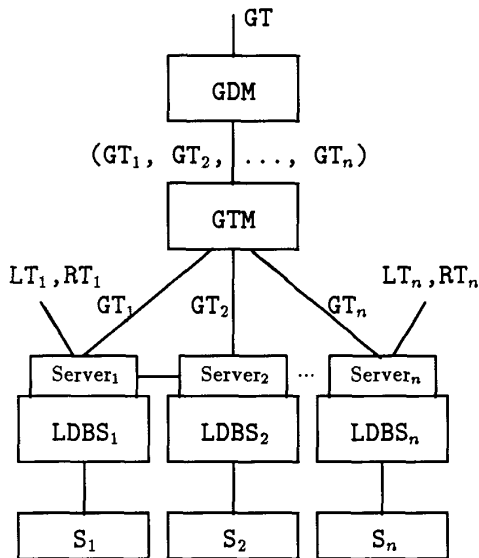 GT
GDM
(GT₁, GT₂, ..., GTₙ)
GTM
LT₁,RT₁ LTₙ,RTₙ
GT₁ GT₂ GTₙ
Server₁ Server₂ ... Serverₙ
LDBS₁ LDBS₂ LDBSₙ
S₁ S₂ Sₙ